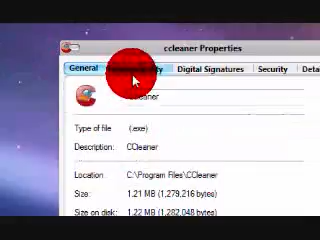 ccleaner Properties
General Digital Signatures Security
Type of file (.exe)
Description: CCleaner
Location: C:\Program Files\CCleaner
Size: 1.21 MB (1,279,216 bytes)
Size on disk: 1.22 MB (1,282,048 bytes)